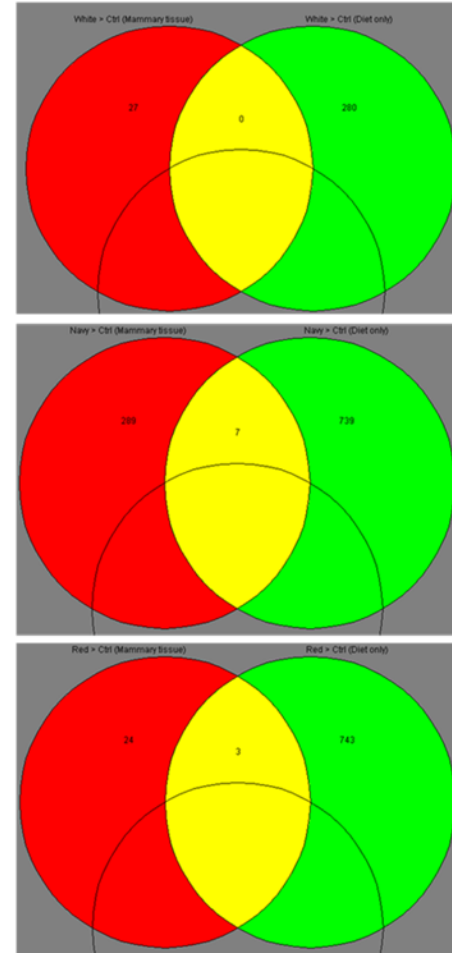 White > Ctrl (Mammary tissue) White > Ctrl (Diet only)
27 0 280
Navy > Ctrl (Mammary tissue) Navy > Ctrl (Diet only)
289 7 739
Red > Ctrl (Mammary tissue) Red > Ctrl (Diet only)
24 3 743